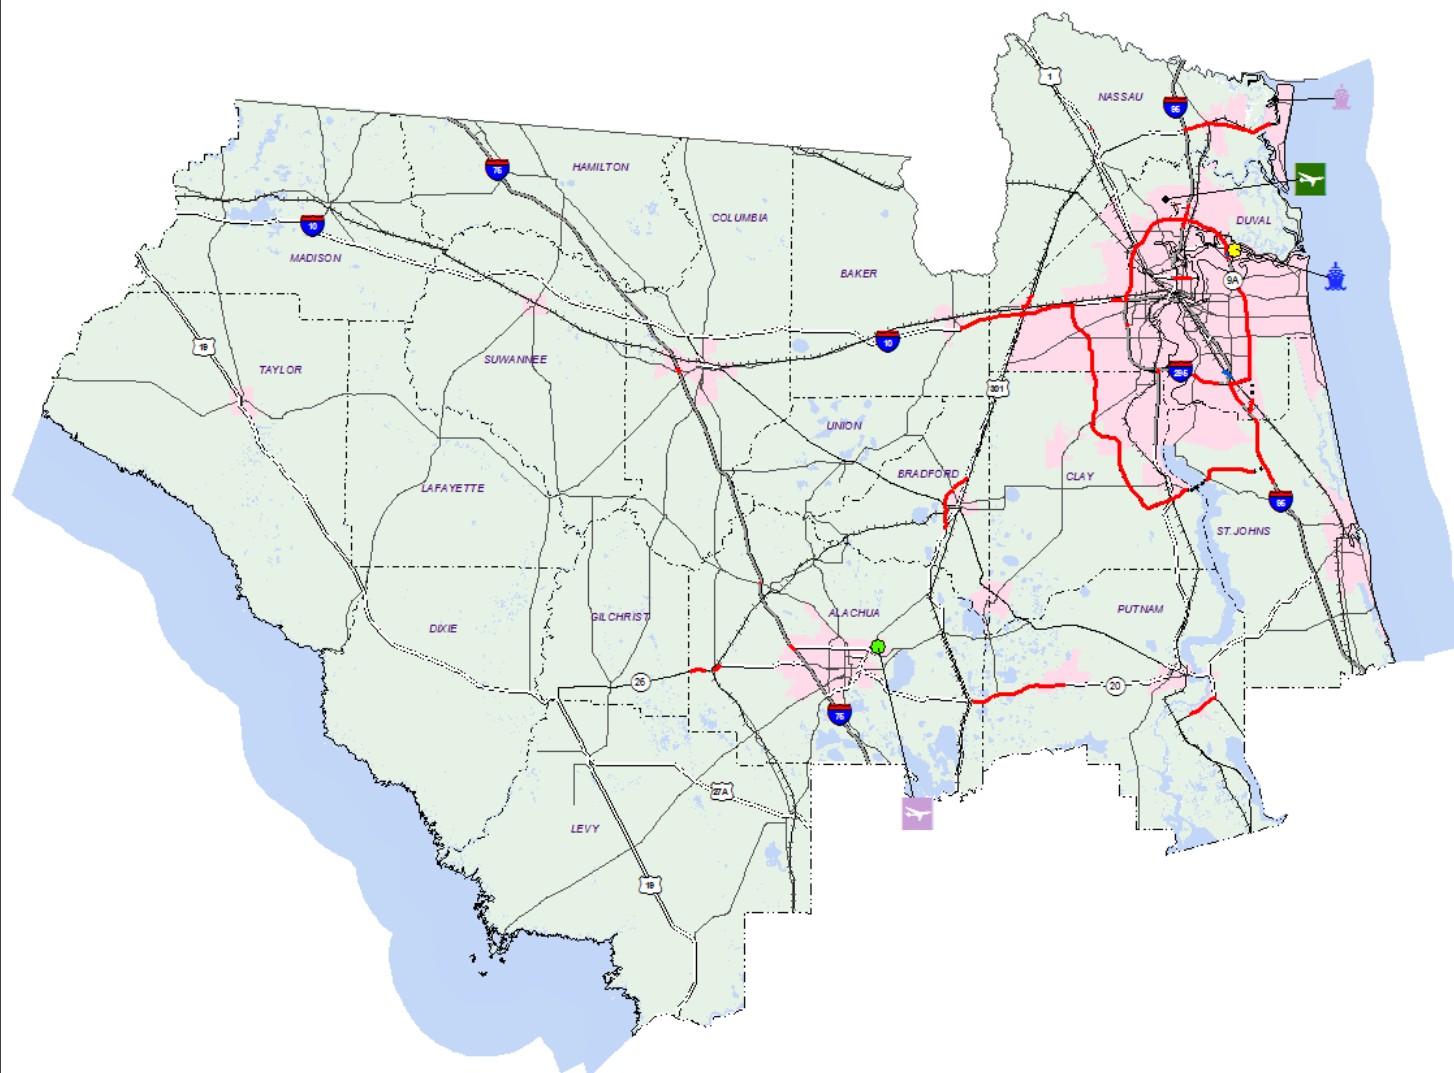 1
NASSAU
95
HAMILTON
75
COLUMBIA
DUVAL
10
MADISON
BAKER
9A
19
10
SUWANNEE
TAYLOR
295
301
UNION
BRADFORD
CLAY
LAFAYETTE
95
ST.JOHNS
ALACHUA
PUTNAM
GILCHRIST
DIXIE
26
20
75
27A
LEVY
19